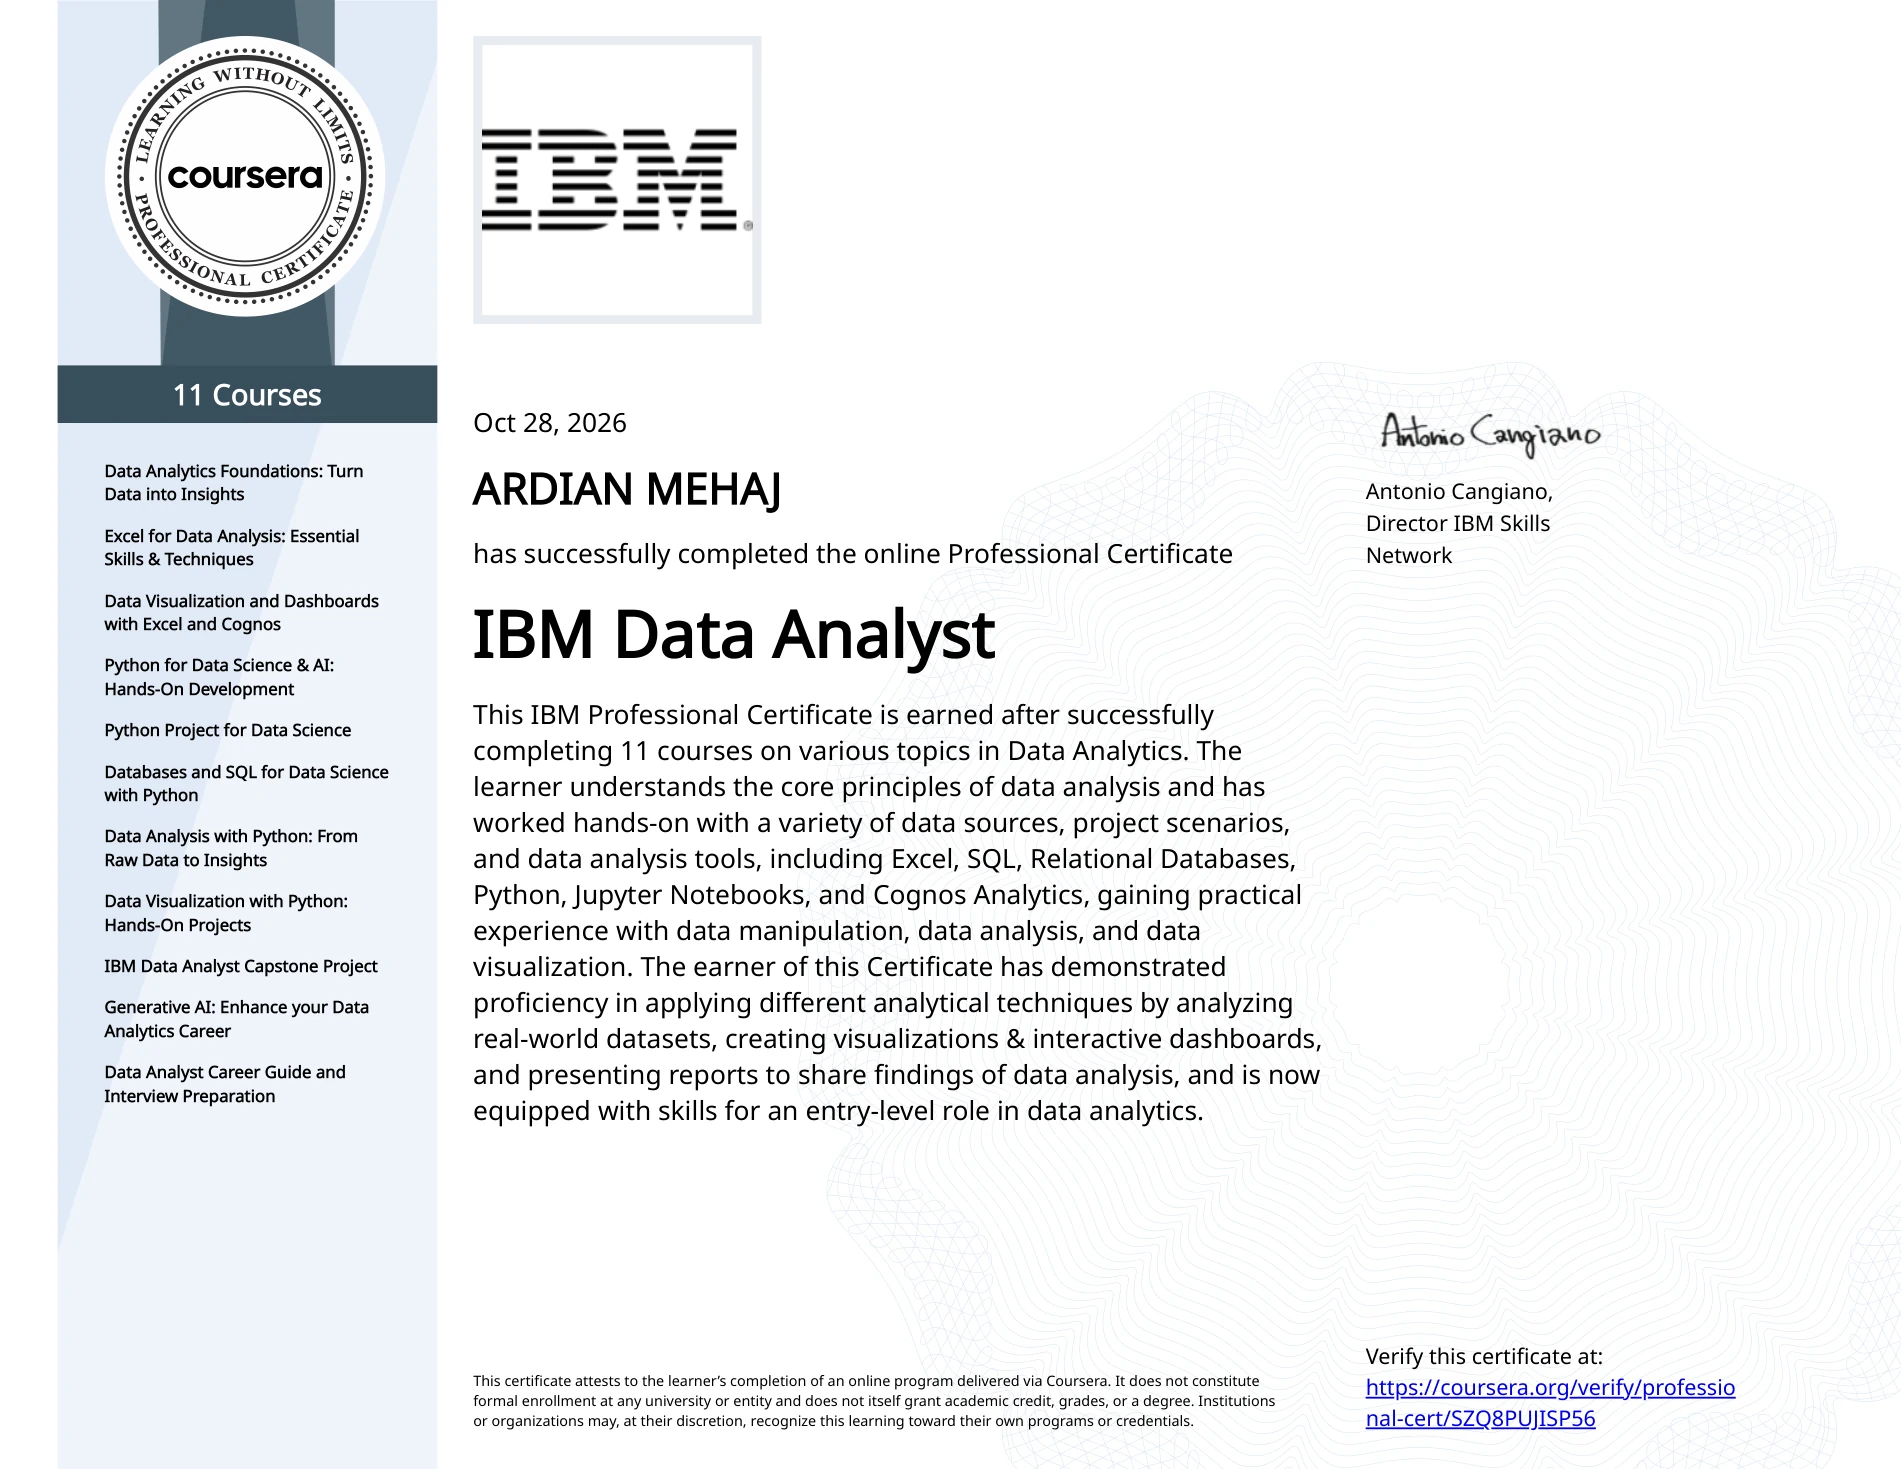 LEARNING WITHOUT LIMITS
coursera
PROFESSIONAL CERTIFICATE
11 Courses
Data Analytics Foundations: Turn
Data into Insights
Excel for Data Analysis: Essential
Skills & Techniques
Data Visualization and Dashboards
with Excel and Cognos
Python for Data Science & AI:
Hands-On Development
Python Project for Data Science
Databases and SQL for Data Science
with Python
Data Analysis with Python: From
Raw Data to Insights
Data Visualization with Python:
Hands-On Projects
IBM Data Analyst Capstone Project
Generative AI: Enhance your Data
Analytics Career
Data Analyst Career Guide and
Interview Preparation
IBM®
Oct 28, 2026
ARDIAN MEHAJ
has successfully completed the online Professional Certificate
IBM Data Analyst
This IBM Professional Certificate is earned after successfully
completing 11 courses on various topics in Data Analytics. The
learner understands the core principles of data analysis and has
worked hands-on with a variety of data sources, project scenarios,
and data analysis tools, including Excel, SQL, Relational Databases,
Python, Jupyter Notebooks, and Cognos Analytics, gaining practical
experience with data manipulation, data analysis, and data
visualization. The earner of this Certificate has demonstrated
proficiency in applying different analytical techniques by analyzing
real-world datasets, creating visualizations & interactive dashboards,
and presenting reports to share findings of data analysis, and is now
equipped with skills for an entry-level role in data analytics.
Antonio Cangiano
Antonio Cangiano,
Director IBM Skills
Network
This certificate attests to the learner’s completion of an online program delivered via Coursera. It does not constitute
formal enrollment at any university or entity and does not itself grant academic credit, grades, or a degree. Institutions
or organizations may, at their discretion, recognize this learning toward their own programs or credentials.
Verify this certificate at:
https://coursera.org/verify/professio
nal-cert/SZQ8PUJISP56